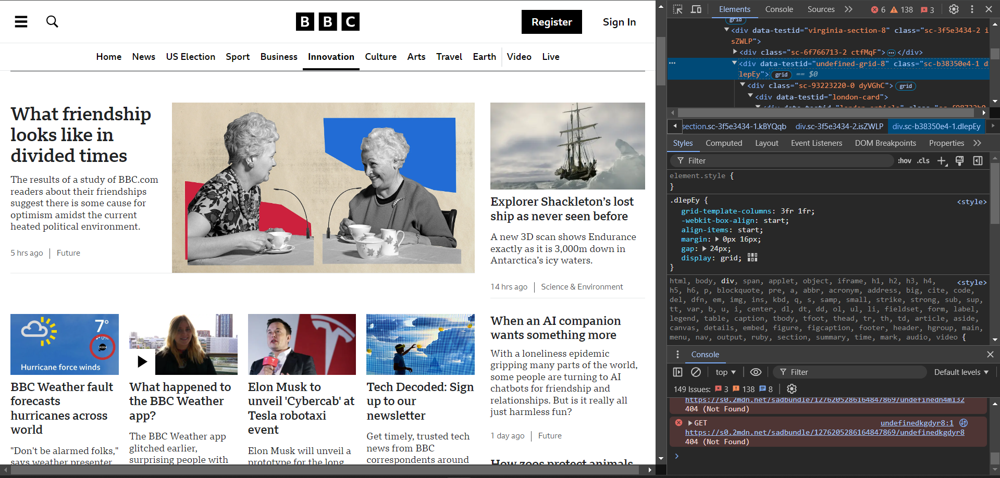 BBC
Register
Sign In
Home News US Election Sport Business Innovation Culture Arts Travel Earth Video Live
What friendship
looks like in
divided times
The results of a study of BBC.com
readers about their friendships
suggest there is some cause for
optimism amidst the current
heated political environment.
5 hrs ago | Future
Explorer Shackleton’s lost
ship as never seen before
A new 3D scan shows Endurance
exactly as it is 3,000m down in
Antarctica’s icy waters.
14 hrs ago | Science & Environment
7°
0%
14804
Hurricane force winds
BBC Weather fault
forecasts
hurricanes across
world
"Don't be alarmed folks,"
says weather presenter
What happened to
the BBC Weather
app?
The BBC Weather app
glitched earlier,
surprising people with
Elon Musk to
unveil 'Cybercab' at
Tesla robotaxi
event
Elon Musk will unveil a
prototype for the long
Tech Decoded: Sign
up to our
newsletter
Get timely, trusted tech
news from BBC
correspondents around
When an AI companion
wants something more
With a loneliness epidemic
gripping many parts of the world,
some people are turning to AI
chatbots for friendship and
relationships. But is it really all
just harmless fun?
1 day ago | Future
How zoos protect animals
Elements Console Sources 6 138 3
grid
<div data-testid="virginia-section-8" class="sc-3f5e3434-2 i
sZWLP">
<div class="sc-6f766713-2 ctfMqF">…</div>
<div data-testid="undefined-grid-8" class="sc-b38350e4-1 d
lepEy"> grid == $0
<div class="sc-93223220-0 dyVGhC"> grid
<div data-testid="london-card">
<div data-testid="london-article" class="sc-f98732b0
section.sc-3f5e3434-1.kBYQqb div.sc-3f5e3434-2.isZWLP div.sc-b38350e4-1.dlepEy
Styles Computed Layout Event Listeners DOM Breakpoints Properties
Filter :hov .cls
element.style {
}
.dlepEy { <style>
grid-template-columns: 3fr 1fr;
-webkit-box-align: start;
align-items: start;
margin: 0px 16px;
gap: 24px;
display: grid;
}
html, body, div, span, applet, object, iframe, h1, h2, h3, h4, <style>
h5, h6, p, blockquote, pre, a, abbr, acronym, address, big, cite, code,
del, dfn, em, img, ins, kbd, q, s, samp, small, strike, strong, sub, sup,
tt, var, b, u, i, center, dl, dt, dd, ol, ul, li, fieldset, form, label,
legend, table, caption, tbody, tfoot, thead, tr, th, td, article, aside,
canvas, details, embed, figure, figcaption, footer, header, hgroup, main,
menu, nav, output, ruby, section, summary, time, mark, audio, video {
Console
top Filter Default levels
149 Issues: 3 138 8
https://s0.2mdn.net/sadbundle/1276205286164847869/undefinedn4m132
404 (Not Found)
GET undefinedkgdyr8:1
https://s0.2mdn.net/sadbundle/1276205286164847869/undefinedkgdyr8
404 (Not Found)